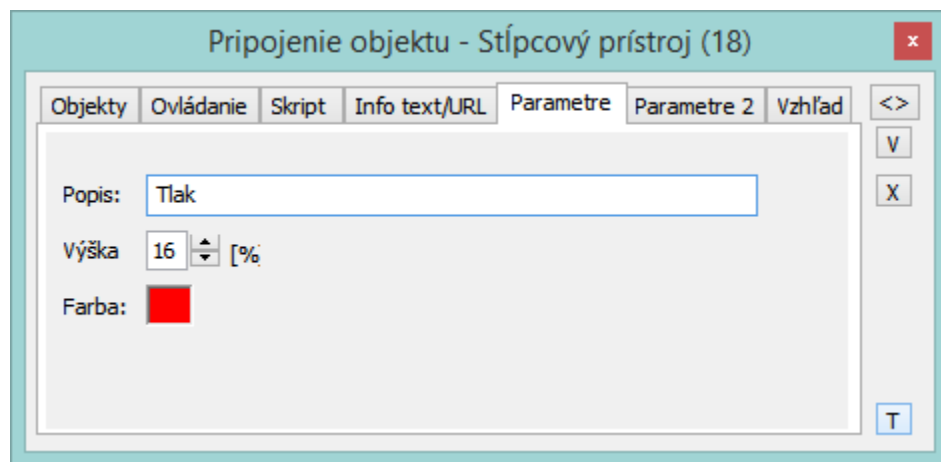 Pripojenie objektu - Stĺpcový prístroj (18)
x
Objekty Ovládanie Skript Info text/URL Parametre Parametre 2 Vzhľad <>
V
Popis: Tlak X
Výška 16 [%
Farba:
T